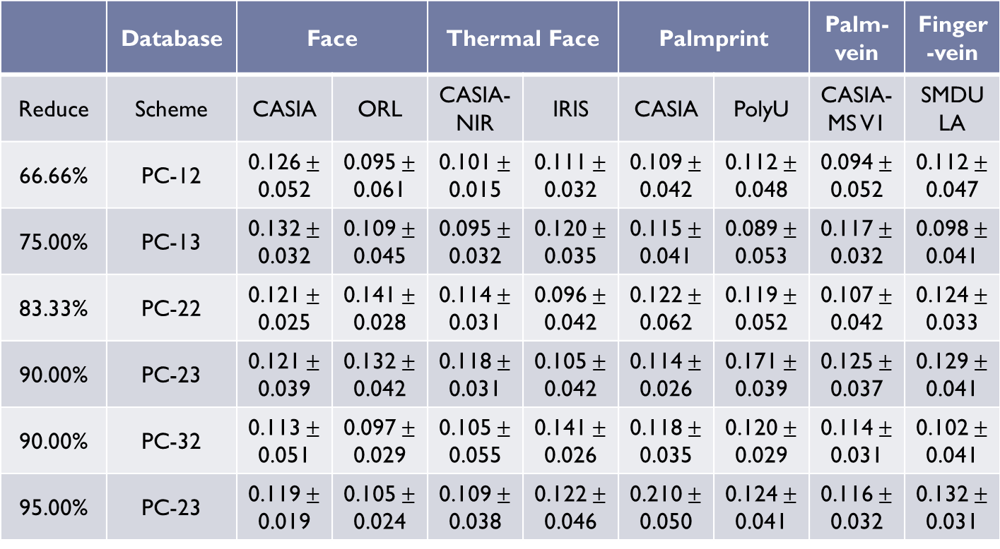 Database Face Thermal Face Palmprint Palm-vein Finger-vein
Reduce Scheme CASIA ORL CASIA-NIR IRIS CASIA PolyU CASIA-MS V1 SMDU LA
66.66% PC-12 0.126 ± 0.052 0.095 ± 0.061 0.101 ± 0.015 0.111 ± 0.032 0.109 ± 0.042 0.112 ± 0.048 0.094 ± 0.052 0.112 ± 0.047
75.00% PC-13 0.132 ± 0.032 0.109 ± 0.045 0.095 ± 0.032 0.120 ± 0.035 0.115 ± 0.041 0.089 ± 0.053 0.117 ± 0.032 0.098 ± 0.041
83.33% PC-22 0.121 ± 0.025 0.141 ± 0.028 0.114 ± 0.031 0.096 ± 0.042 0.122 ± 0.062 0.119 ± 0.052 0.107 ± 0.042 0.124 ± 0.033
90.00% PC-23 0.121 ± 0.039 0.132 ± 0.042 0.118 ± 0.031 0.105 ± 0.042 0.114 ± 0.026 0.171 ± 0.039 0.125 ± 0.037 0.129 ± 0.041
90.00% PC-32 0.113 ± 0.051 0.097 ± 0.029 0.105 ± 0.055 0.141 ± 0.026 0.118 ± 0.035 0.120 ± 0.029 0.114 ± 0.031 0.102 ± 0.041
95.00% PC-23 0.119 ± 0.019 0.105 ± 0.024 0.109 ± 0.038 0.122 ± 0.046 0.210 ± 0.050 0.124 ± 0.041 0.116 ± 0.032 0.132 ± 0.031